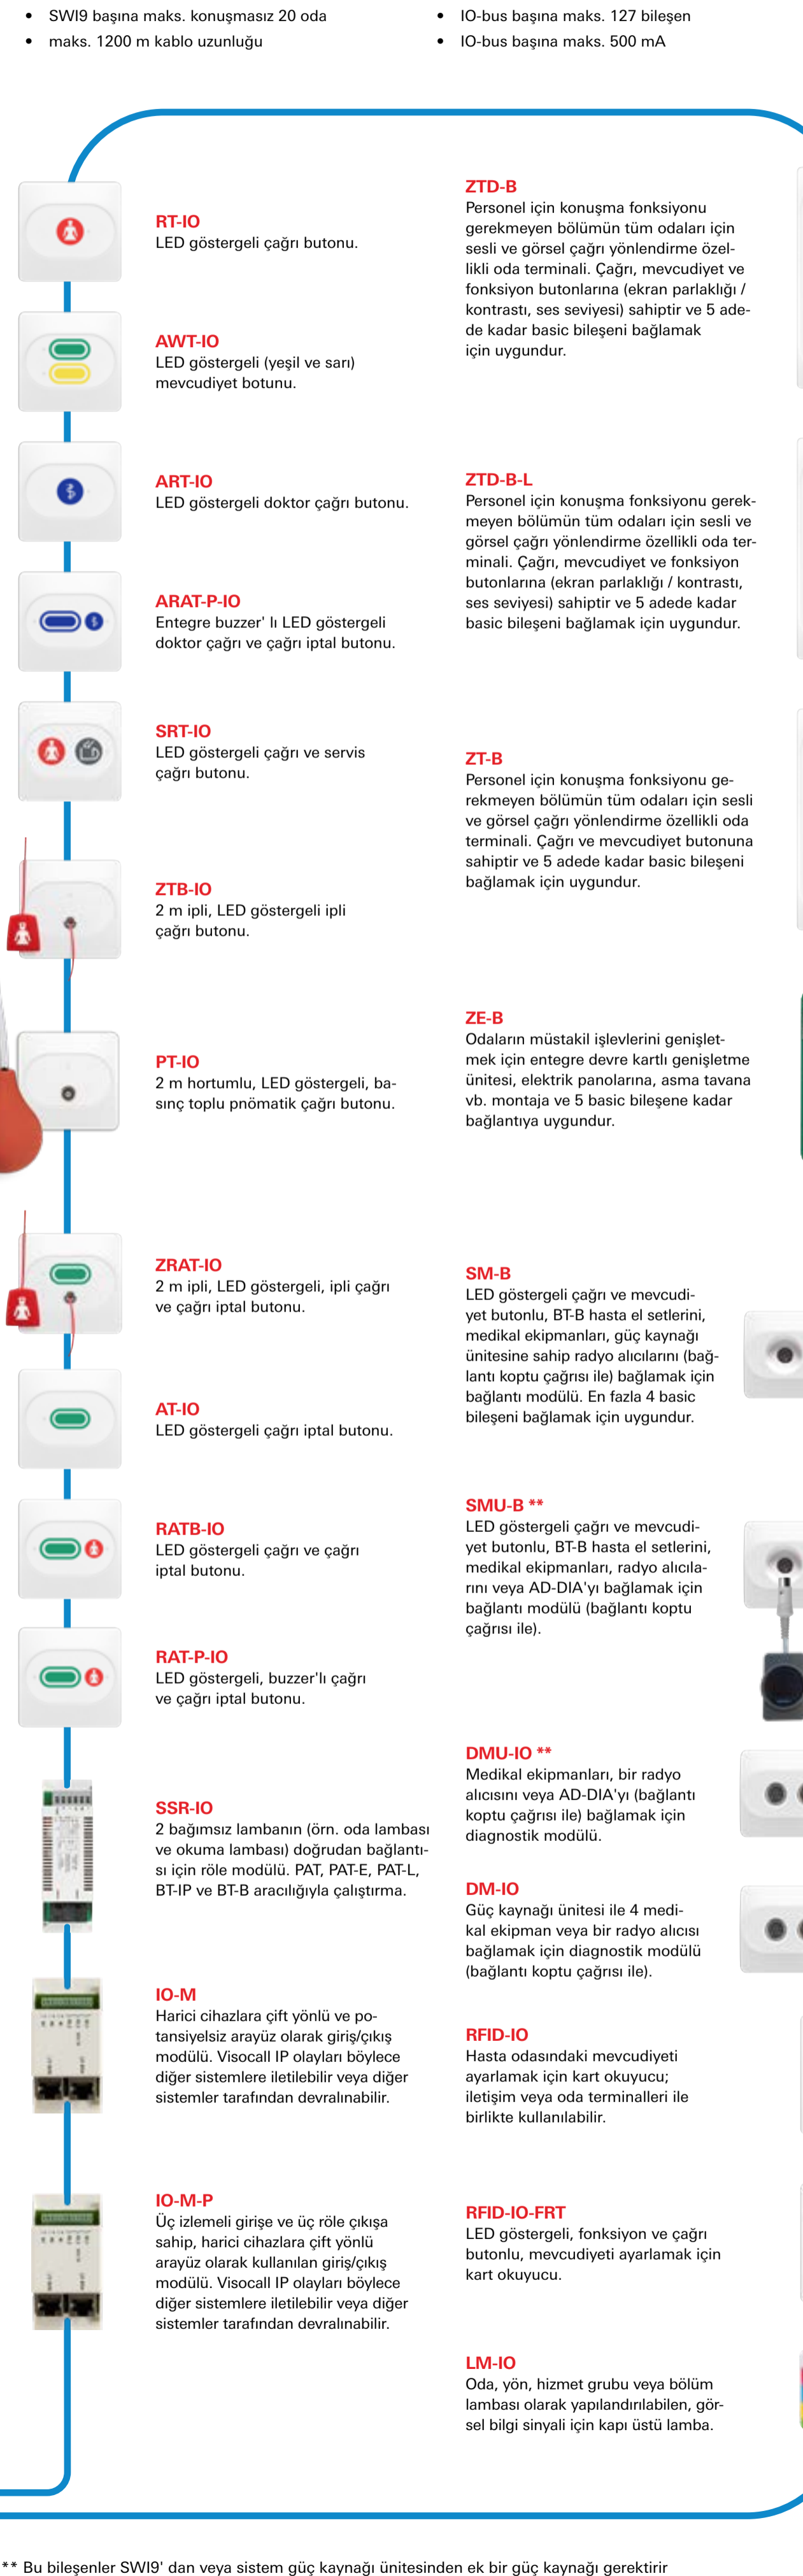 • SWI9 başına maks. konuşmasız 20 oda
• maks. 1200 m kablo uzunluğu
• IO-bus başına maks. 127 bileşen
• IO-bus başına maks. 500 mA
RT-IO
LED göstergeli çağrı butonu.
AWT-IO
LED göstergeli (yeşil ve sarı)
mevcudiyet botunu.
ART-IO
LED göstergeli doktor çağrı butonu.
ARAT-P-IO
Entegre buzzer' lı LED göstergeli
doktor çağrı ve çağrı iptal butonu.
SRT-IO
LED göstergeli çağrı ve servis
çağrı butonu.
ZTB-IO
2 m ipli, LED göstergeli ipli
çağrı butonu.
PT-IO
2 m hortumlu, LED göstergeli, ba-
sınç toplu pnömatik çağrı butonu.
ZRAT-IO
2 m ipli, LED göstergeli, ipli çağrı
ve çağrı iptal butonu.
AT-IO
LED göstergeli çağrı iptal butonu.
RATB-IO
LED göstergeli çağrı ve çağrı
iptal butonu.
RAT-P-IO
LED göstergeli, buzzer'lı çağrı
ve çağrı iptal butonu.
SSR-IO
2 bağımsız lambanın (örn. oda lambası
ve okuma lambası) doğrudan bağlantı-
sı için röle modülü. PAT, PAT-E, PAT-L,
BT-IP ve BT-B aracılığıyla çalıştırma.
IO-M
Harici cihazlara çift yönlü ve po-
tansiyelsiz arayüz olarak giriş/çıkış
modülü. Visocall IP olayları böylece
diğer sistemlere iletilebilir veya diğer
sistemler tarafından devralınabilir.
IO-M-P
Üç izlemeli girişe ve üç röle çıkışa
sahip, harici cihazlara çift yönlü
arayüz olarak kullanılan giriş/çıkış
modülü. Visocall IP olayları böylece
diğer sistemlere iletilebilir veya diğer
sistemler tarafından devralınabilir.
ZTD-B
Personel için konuşma fonksiyonu
gerekmeyen bölümün tüm odaları için
sesli ve görsel çağrı yönlendirme özel-
likli oda terminali. Çağrı, mevcudiyet ve
fonksiyon butonlarına (ekran parlaklığı /
kontrastı, ses seviyesi) sahiptir ve 5 ade-
de kadar basic bileşeni bağlamak
için uygundur.
ZTD-B-L
Personel için konuşma fonksiyonu gerek-
meyen bölümün tüm odaları için sesli ve
görsel çağrı yönlendirme özellikli oda ter-
minali. Çağrı, mevcudiyet ve fonksiyon
butonlarına (ekran parlaklığı / kontrastı,
ses seviyesi) sahiptir ve 5 adede kadar
basic bileşeni bağlamak için uygundur.
ZT-B
Personel için konuşma fonksiyonu ge-
rekmeyen bölümün tüm odaları için sesli
ve görsel çağrı yönlendirme özellikli oda
terminali. Çağrı ve mevcudiyet butonuna
sahiptir ve 5 adede kadar basic bileşeni
bağlamak için uygundur.
ZE-B
Odaların müstakil işlevlerini genişlet-
mek için entegre devre kartlı genişletme
ünitesi, elektrik panolarına, asma tavana
vb. montaja ve 5 basic bileşene kadar
bağlantıya uygundur.
SM-B
LED göstergeli çağrı ve mevcudi-
yet butonlu, BT-B hasta el setlerini,
medikal ekipmanları, güç kaynağı
ünitesine sahip radyo alıcılarını (bağ-
lantı koptu çağrısı ile) bağlamak için
bağlantı modülü. En fazla 4 basic
bileşeni bağlamak için uygundur.
SMU-B **
LED göstergeli çağrı ve mevcudi-
yet butonlu, BT-B hasta el setlerini,
medikal ekipmanları, radyo alıcıla-
rını veya AD-DIA'yı bağlamak için
bağlantı modülü (bağlantı koptu
çağrısı ile).
DMU-IO **
Medikal ekipmanları, bir radyo
alıcısını veya AD-DIA'yı (bağlantı
koptu çağrısı ile) bağlamak için
diagnostik modülü.
DM-IO
Güç kaynağı ünitesi ile 4 medi-
kal ekipman veya bir radyo alıcısı
bağlamak için diagnostik modülü
(bağlantı koptu çağrısı ile).
RFID-IO
Hasta odasındaki mevcudiyeti
ayarlamak için kart okuyucu;
iletişim veya oda terminalleri ile
birlikte kullanılabilir.
RFID-IO-FRT
LED göstergeli, fonksiyon ve çağrı
butonlu, mevcudiyeti ayarlamak için
kart okuyucu.
LM-IO
Oda, yön, hizmet grubu veya bölüm
lambası olarak yapılandırılabilen, gör-
sel bilgi sinyali için kapı üstü lamba.
** Bu bileşenler SWI9' dan veya sistem güç kaynağı ünitesinden ek bir güç kaynağı gerektirir